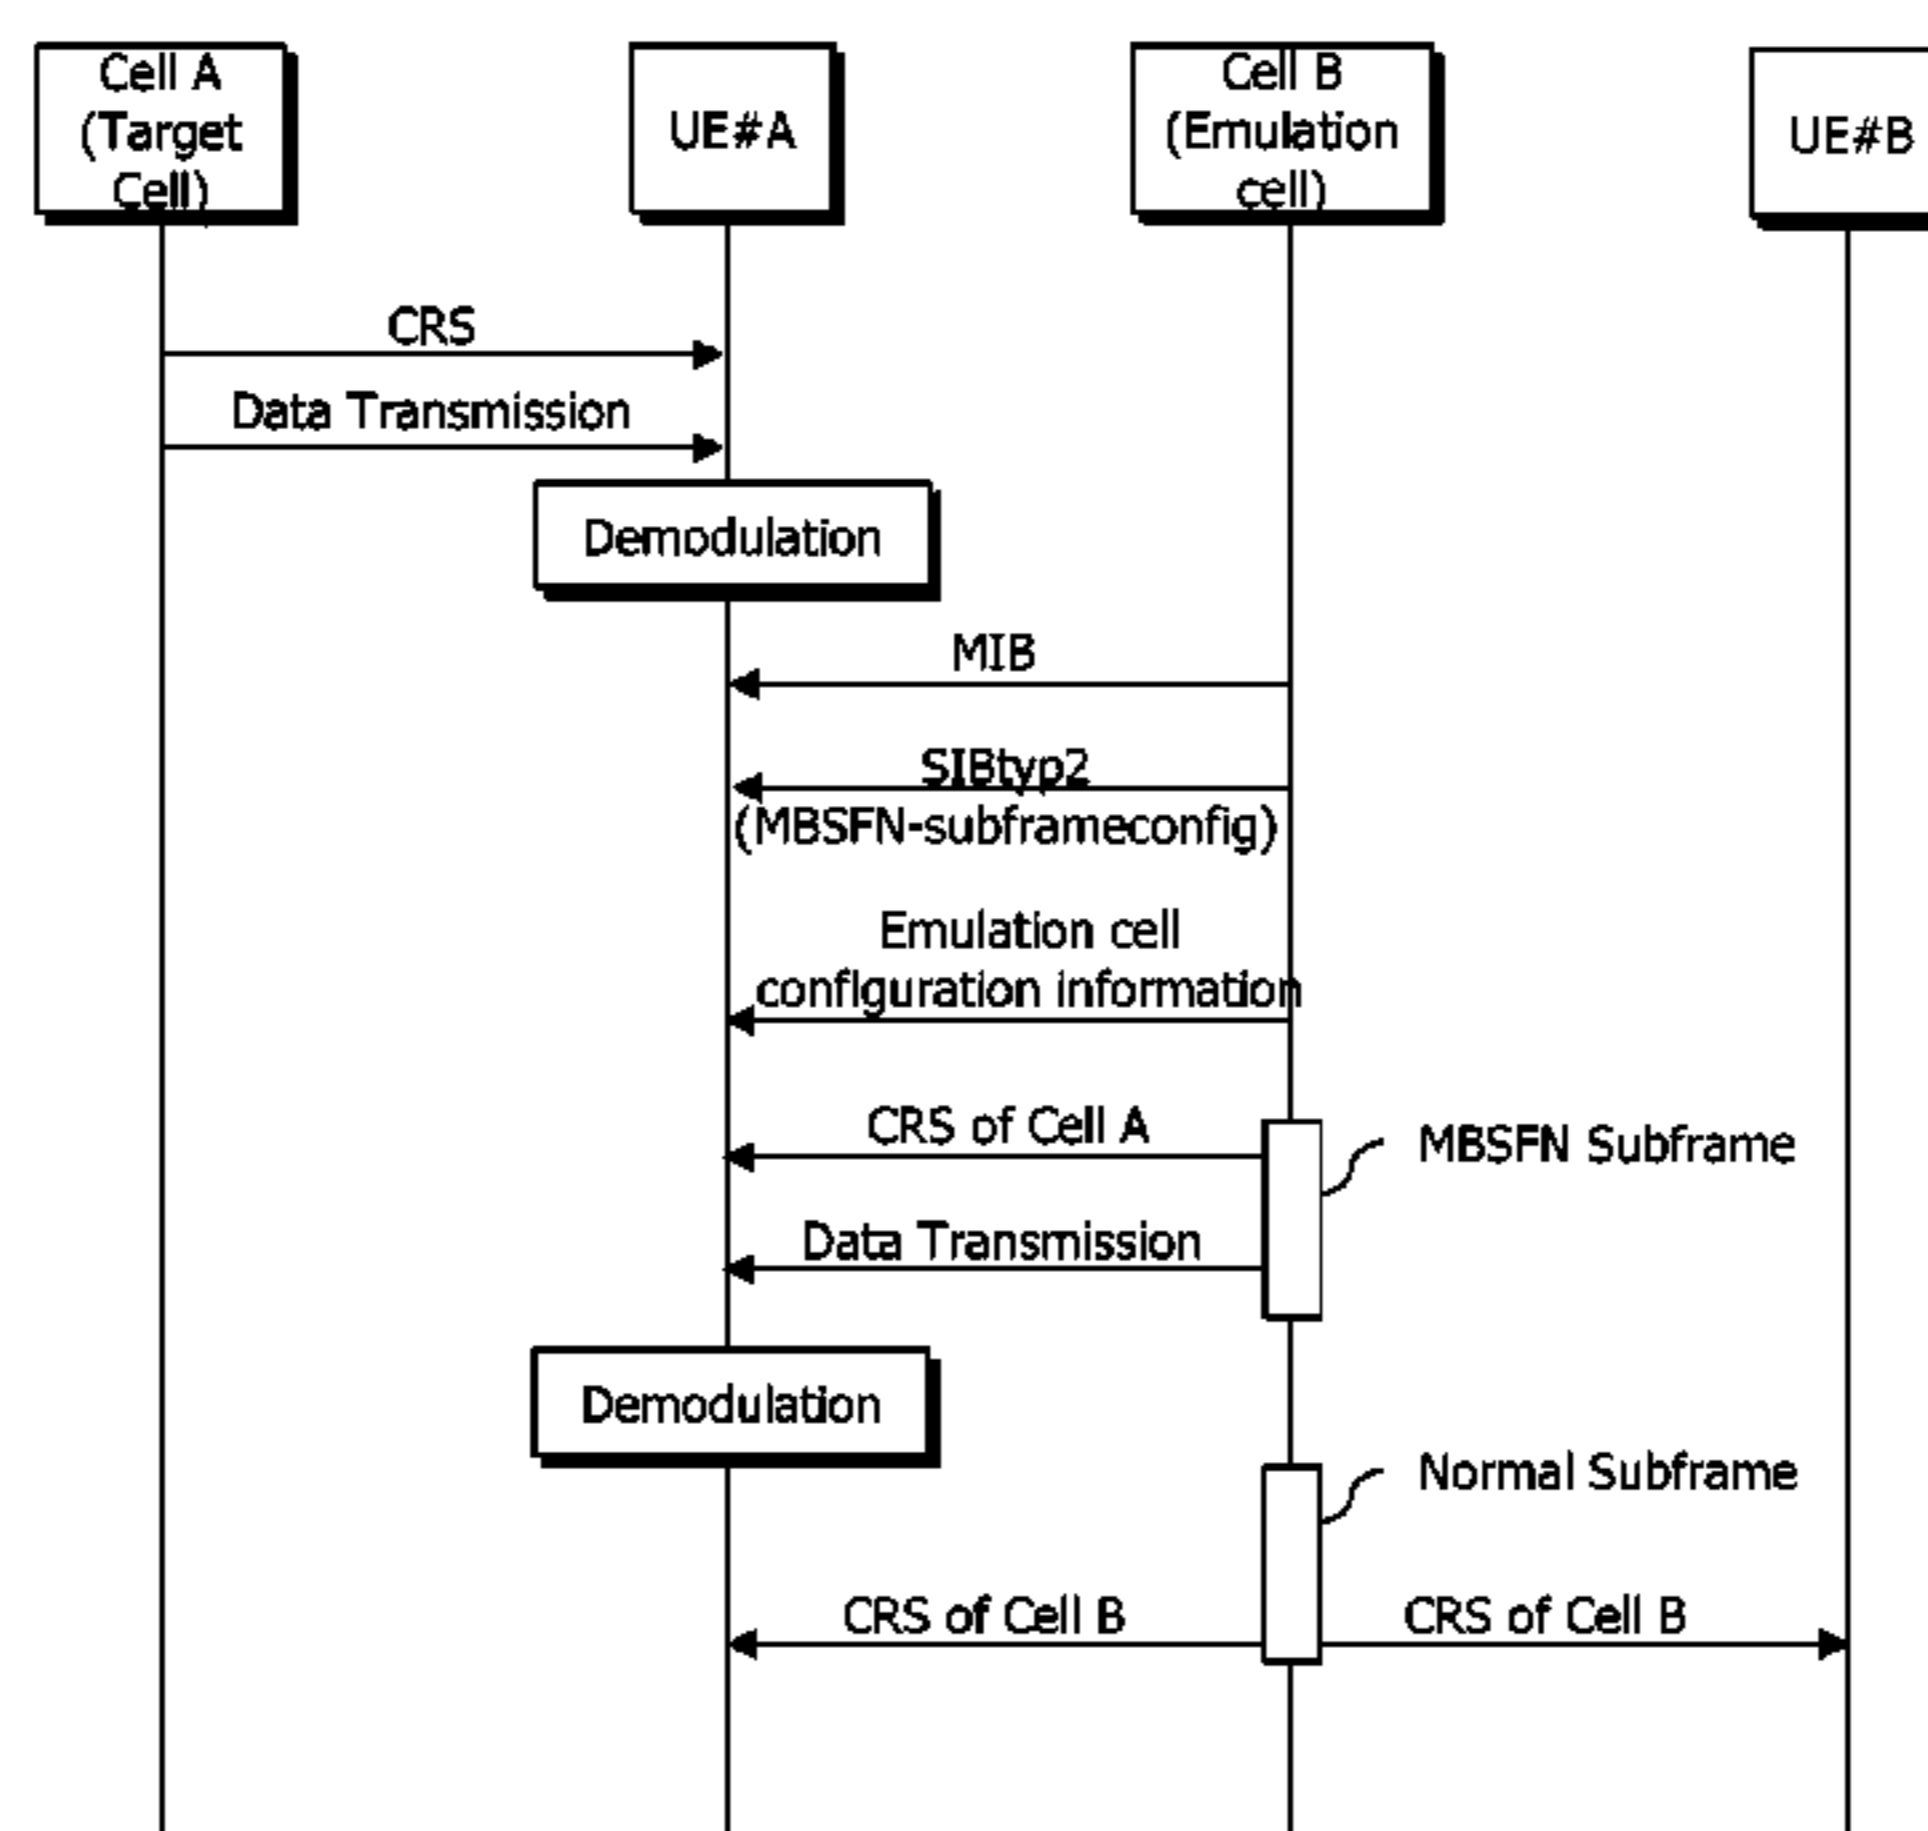 Cell A
(Target
Cell)
UE#A
Cell B
(Emulation
cell)
UE#B
CRS
Data Transmission
Demodulation
MIB
SIBtyp2
(MBSFN-subframeconfig)
Emulation cell
configuration information
CRS of Cell A
MBSFN Subframe
Data Transmission
Demodulation
Normal Subframe
CRS of Cell B
CRS of Cell B